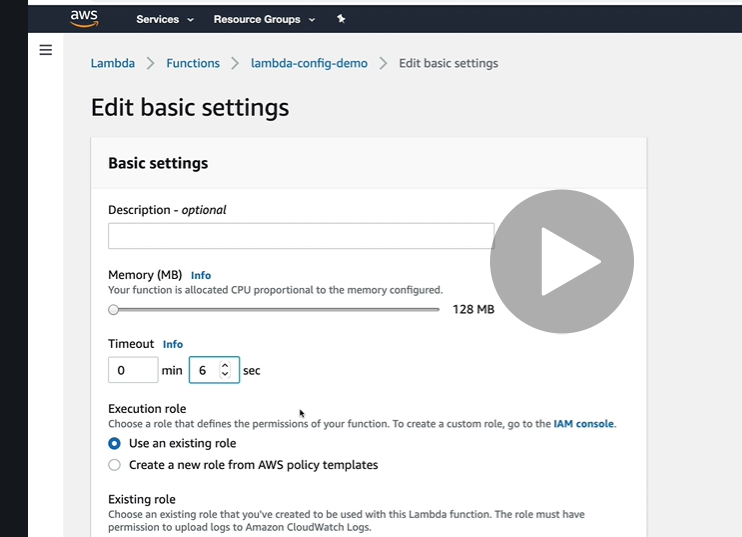 aws Services Resource Groups
Lambda Functions lambda-config-demo Edit basic settings
Edit basic settings
Basic settings
Description - optional
Memory (MB) Info
Your function is allocated CPU proportional to the memory configured.
128 MB
Timeout Info
0 min 6 sec
Execution role
Choose a role that defines the permissions of your function. To create a custom role, go to the IAM console.
Use an existing role
Create a new role from AWS policy templates
Existing role
Choose an existing role that you've created to be used with this Lambda function. The role must have
permission to upload logs to Amazon CloudWatch Logs.